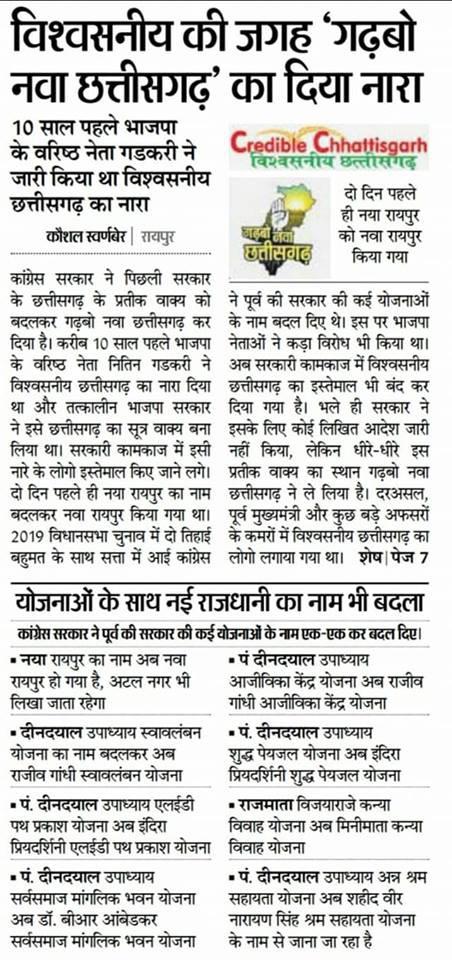 विश्वसनीय की जगह ‘गढ़बो
नवा छत्तीसगढ़’ का दिया नारा
10 साल पहले भाजपा
के वरिष्ठ नेता गडकरी ने
जारी किया था विश्वसनीय
छत्तीसगढ़ का नारा
कौशल स्वर्णबेर | रायपुर
कांग्रेस सरकार ने पिछली सरकार
के छत्तीसगढ़ के प्रतीक वाक्य को
बदलकर गढ़बो नवा छत्तीसगढ़ कर
दिया है। करीब 10 साल पहले भाजपा
के वरिष्ठ नेता नितिन गडकरी ने
विश्वसनीय छत्तीसगढ़ का नारा दिया
था और तत्कालीन भाजपा सरकार
ने इसे छत्तीसगढ़ का सूत्र वाक्य बना
लिया था। सरकारी कामकाज में इसी
नारे के लोगो इस्तेमाल किए जाने लगे।
दो दिन पहले ही नया रायपुर का नाम
बदलकर नवा रायपुर किया गया था।
2019 विधानसभा चुनाव में दो तिहाई
बहुमत के साथ सत्ता में आई कांग्रेस
Credible Chhattisgarh
विश्वसनीय छत्तीसगढ़
गढ़बो नवा
छत्तीसगढ़
दो दिन पहले
ही नया रायपुर
को नवा रायपुर
किया गया
ने पूर्व की सरकार की कई योजनाओं
के नाम बदल दिए थे। इस पर भाजपा
नेताओं ने कड़ा विरोध भी किया था।
अब सरकारी कामकाज में विश्वसनीय
छत्तीसगढ़ का इस्तेमाल भी बंद कर
दिया गया है। भले ही सरकार ने
इसके लिए कोई लिखित आदेश जारी
नहीं किया, लेकिन धीरे-धीरे इस
प्रतीक वाक्य का स्थान गढ़बो नवा
छत्तीसगढ़ ने ले लिया है। दरअसल,
पूर्व मुख्यमंत्री और कुछ बड़े अफसरों
के कमरों में विश्वसनीय छत्तीसगढ़ का
लोगो लगाया गया था। शेष|पेज 7
योजनाओं के साथ नई राजधानी का नाम भी बदला
कांग्रेस सरकार ने पूर्व की सरकार की कई योजनाओं के नाम एक-एक कर बदल दिए।
▪ नया रायपुर का नाम अब नवा
रायपुर हो गया है, अटल नगर भी
लिखा जाता रहेगा
▪ दीनदयाल उपाध्याय स्वावलंबन
योजना का नाम बदलकर अब
राजीव गांधी स्वावलंबन योजना
▪ पं. दीनदयाल उपाध्याय एलईडी
पथ प्रकाश योजना अब इंदिरा
प्रियदर्शिनी एलईडी पथ प्रकाश योजना
▪ पं. दीनदयाल उपाध्याय
सर्वसमाज मांगलिक भवन योजना
अब डॉ. बीआर आंबेडकर
सर्वसमाज मांगलिक भवन योजना
▪ पं दीनदयाल उपाध्याय
आजीविका केंद्र योजना अब राजीव
गांधी आजीविका केंद्र योजना
▪ पं. दीनदयाल उपाध्याय
शुद्ध पेयजल योजना अब इंदिरा
प्रियदर्शिनी शुद्ध पेयजल योजना
▪ राजमाता विजयाराजे कन्या
विवाह योजना अब मिनीमाता कन्या
विवाह योजना
▪ पं. दीनदयाल उपाध्याय अन्न श्रम
सहायता योजना अब शहीद वीर
नारायण सिंह श्रम सहायता योजना
के नाम से जाना जा रहा है